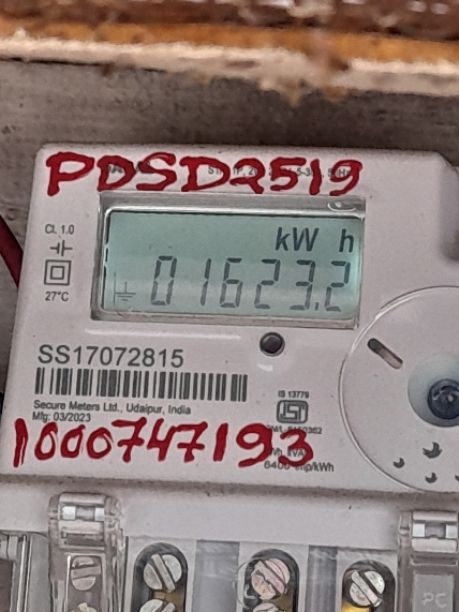 PDSD2519
Cl. 1.0
kW h
01623.2
27°C
SS17072815
Secure Meters Ltd., Udaipur, India
Mfg: 03/2023
IS 13779
1000747193
6400 imp/kWh
PC